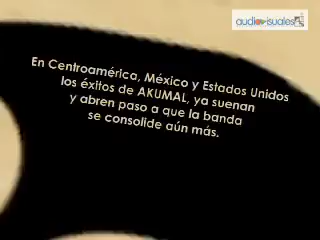 audiovisuales
En Centroamérica, México y Estados Unidos
los éxitos de AKUMAL, ya suenan
y abren paso a que la banda
se consolide aún más.